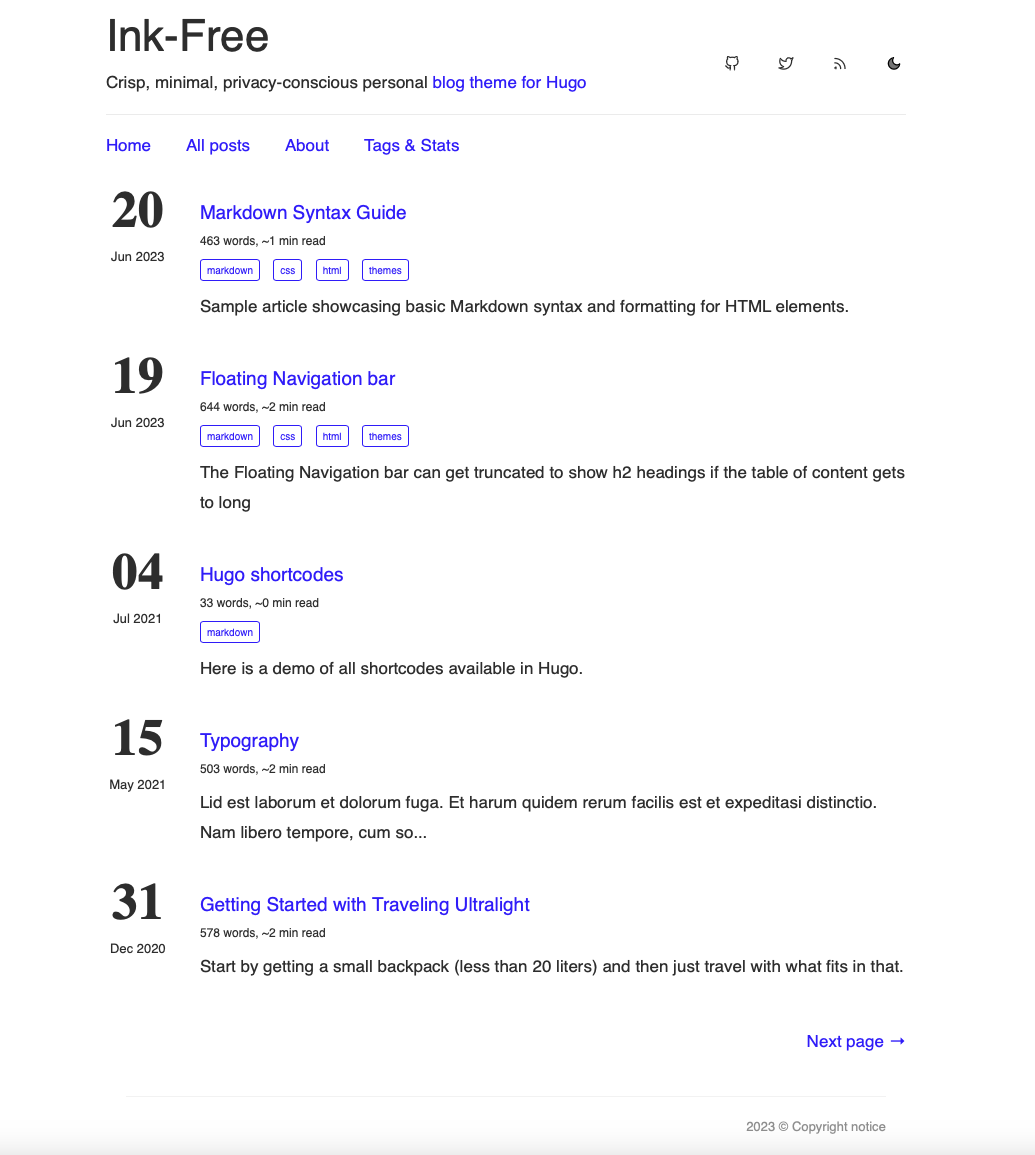 Ink-Free
Crisp, minimal, privacy-conscious personal blog theme for Hugo
Home All posts About Tags & Stats
20
Jun 2023
Markdown Syntax Guide
463 words, ~1 min read
markdown css html themes
Sample article showcasing basic Markdown syntax and formatting for HTML elements.
19
Jun 2023
Floating Navigation bar
644 words, ~2 min read
markdown css html themes
The Floating Navigation bar can get truncated to show h2 headings if the table of content gets
to long
04
Jul 2021
Hugo shortcodes
33 words, ~0 min read
markdown
Here is a demo of all shortcodes available in Hugo.
15
May 2021
Typography
503 words, ~2 min read
Lid est laborum et dolorum fuga. Et harum quidem rerum facilis est et expeditasi distinctio.
Nam libero tempore, cum so...
31
Dec 2020
Getting Started with Traveling Ultralight
578 words, ~2 min read
Start by getting a small backpack (less than 20 liters) and then just travel with what fits in that.
Next page →
2023 © Copyright notice